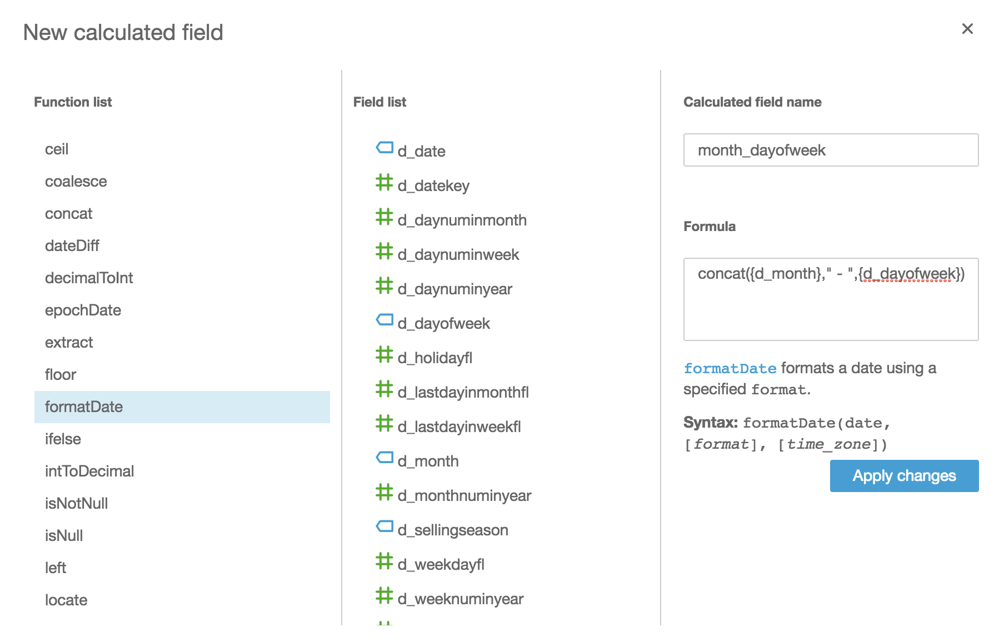 New calculated field
Function list
ceil
coalesce
concat
dateDiff
decimalToInt
epochDate
extract
floor
formatDate
ifelse
intToDecimal
isNotNull
isNull
left
locate
Field list
d_date
d_datekey
d_daynuminmonth
d_daynuminweek
d_daynuminyear
d_dayofweek
d_holidayfl
d_lastdayinmonthfl
d_lastdayinweekfl
d_month
d_monthnuminyear
d_sellingseason
d_weekdayfl
d_weeknuminyear
Calculated field name
month_dayofweek
Formula
concat({d_month}," - ",{d_dayofweek})
formatDate formats a date using a
specified format.
Syntax: formatDate(date,
[format], [time_zone])
Apply changes